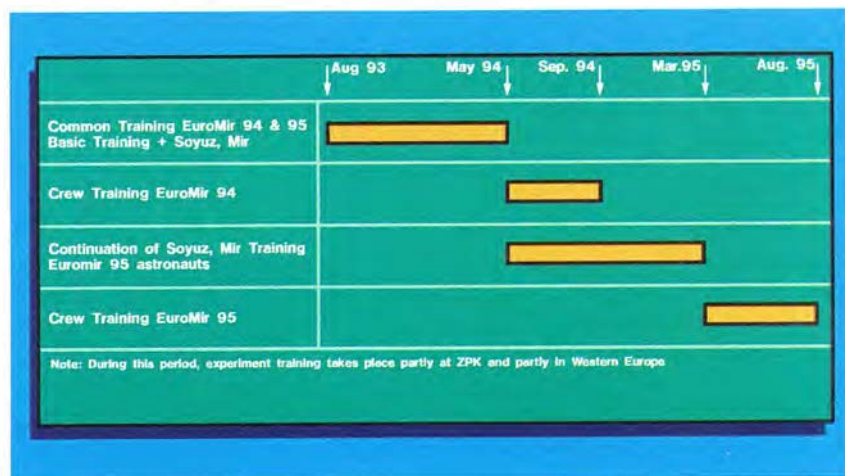 Aug 93 May 94 Sep. 94 Mar.95 Aug. 95
Common Training EuroMir 94 & 95
Basic Training + Soyuz, Mir
Crew Training EuroMir 94
Continuation of Soyuz, Mir Training
Euromir 95 astronauts
Crew Training EuroMir 95
Note: During this period, experiment training takes place partly at ZPK and partly in Western Europe